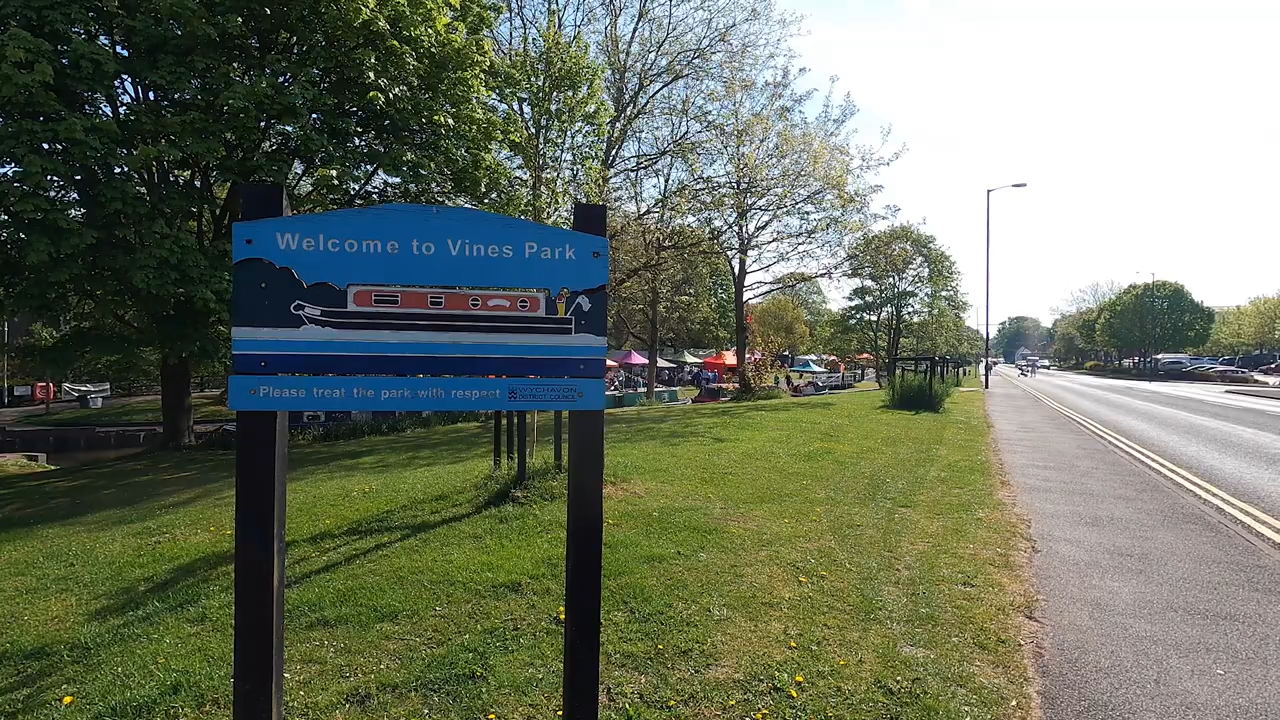 Welcome to Vines Park
Please treat the park with respect
WYCHAVON
DISTRICT COUNCIL